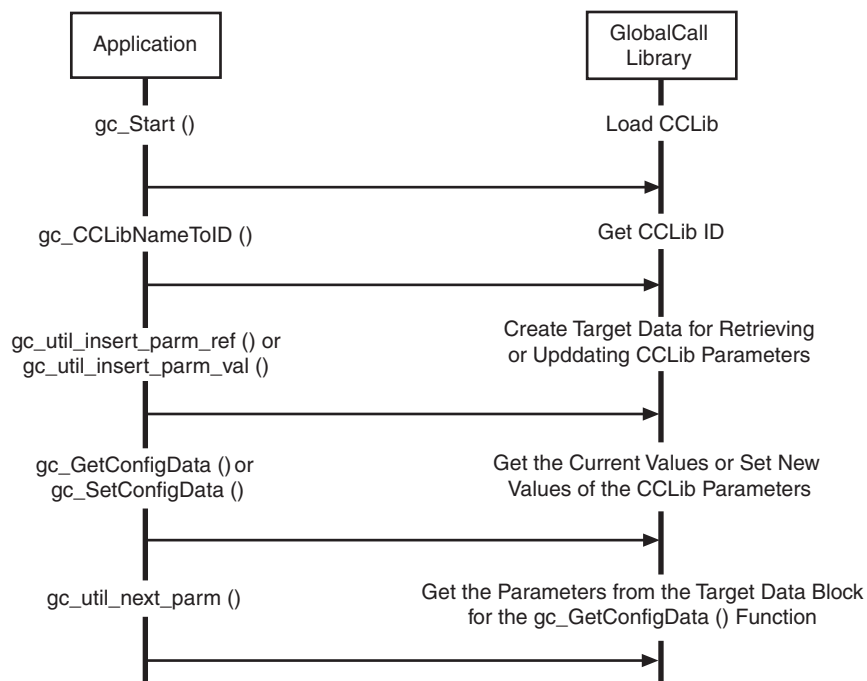 Application
GlobalCall
Library
gc_Start ()
Load CCLib
gc_CCLibNameToID ()
Get CCLib ID
gc_util_insert_parm_ref () or
gc_util_insert_parm_val ()
Create Target Data for Retrieving
or Upddating CCLib Parameters
gc_GetConfigData () or
gc_SetConfigData ()
Get the Current Values or Set New
Values of the CCLib Parameters
gc_util_next_parm ()
Get the Parameters from the Target Data Block
for the gc_GetConfigData () Function